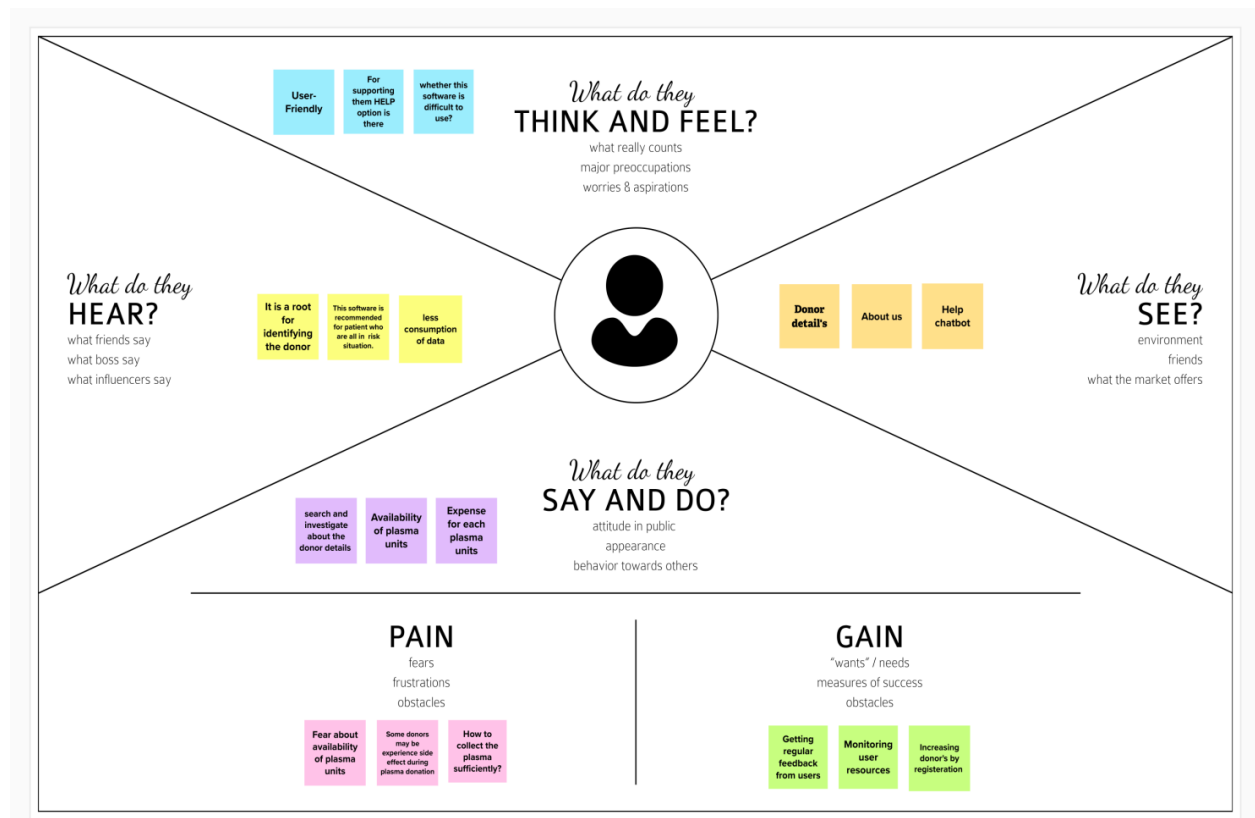 What do they
THINK AND FEEL?
what really counts
major preoccupations
worries & aspirations
User-
Friendly
For
supporting
them HELP
option is
there
whether this
software is
difficult to
use?
What do they
HEAR?
what friends say
what boss say
what influencers say
It is a root
for
identifying
the donor
This software is
recommended
for patient who
are all in risk
situation.
less
consumption
of data
Donor
detail's
About us
Help
chatbot
What do they
SEE?
environment
friends
what the market offers
What do they
SAY AND DO?
attitude in public
appearance
behavior towards others
search and
investigate
about the
donor details
Availability
of plasma
units
Expense
for each
plasma
units
PAIN
fears
frustrations
obstacles
Fear about
availability
of plasma
units
Some donors
may be
experience side
effect during
plasma donation
How to
collect the
plasma
sufficiently?
GAIN
"wants" / needs
measures of success
obstacles
Getting
regular
feedback
from users
Monitoring
user
resources
Increasing
donor's by
registeration